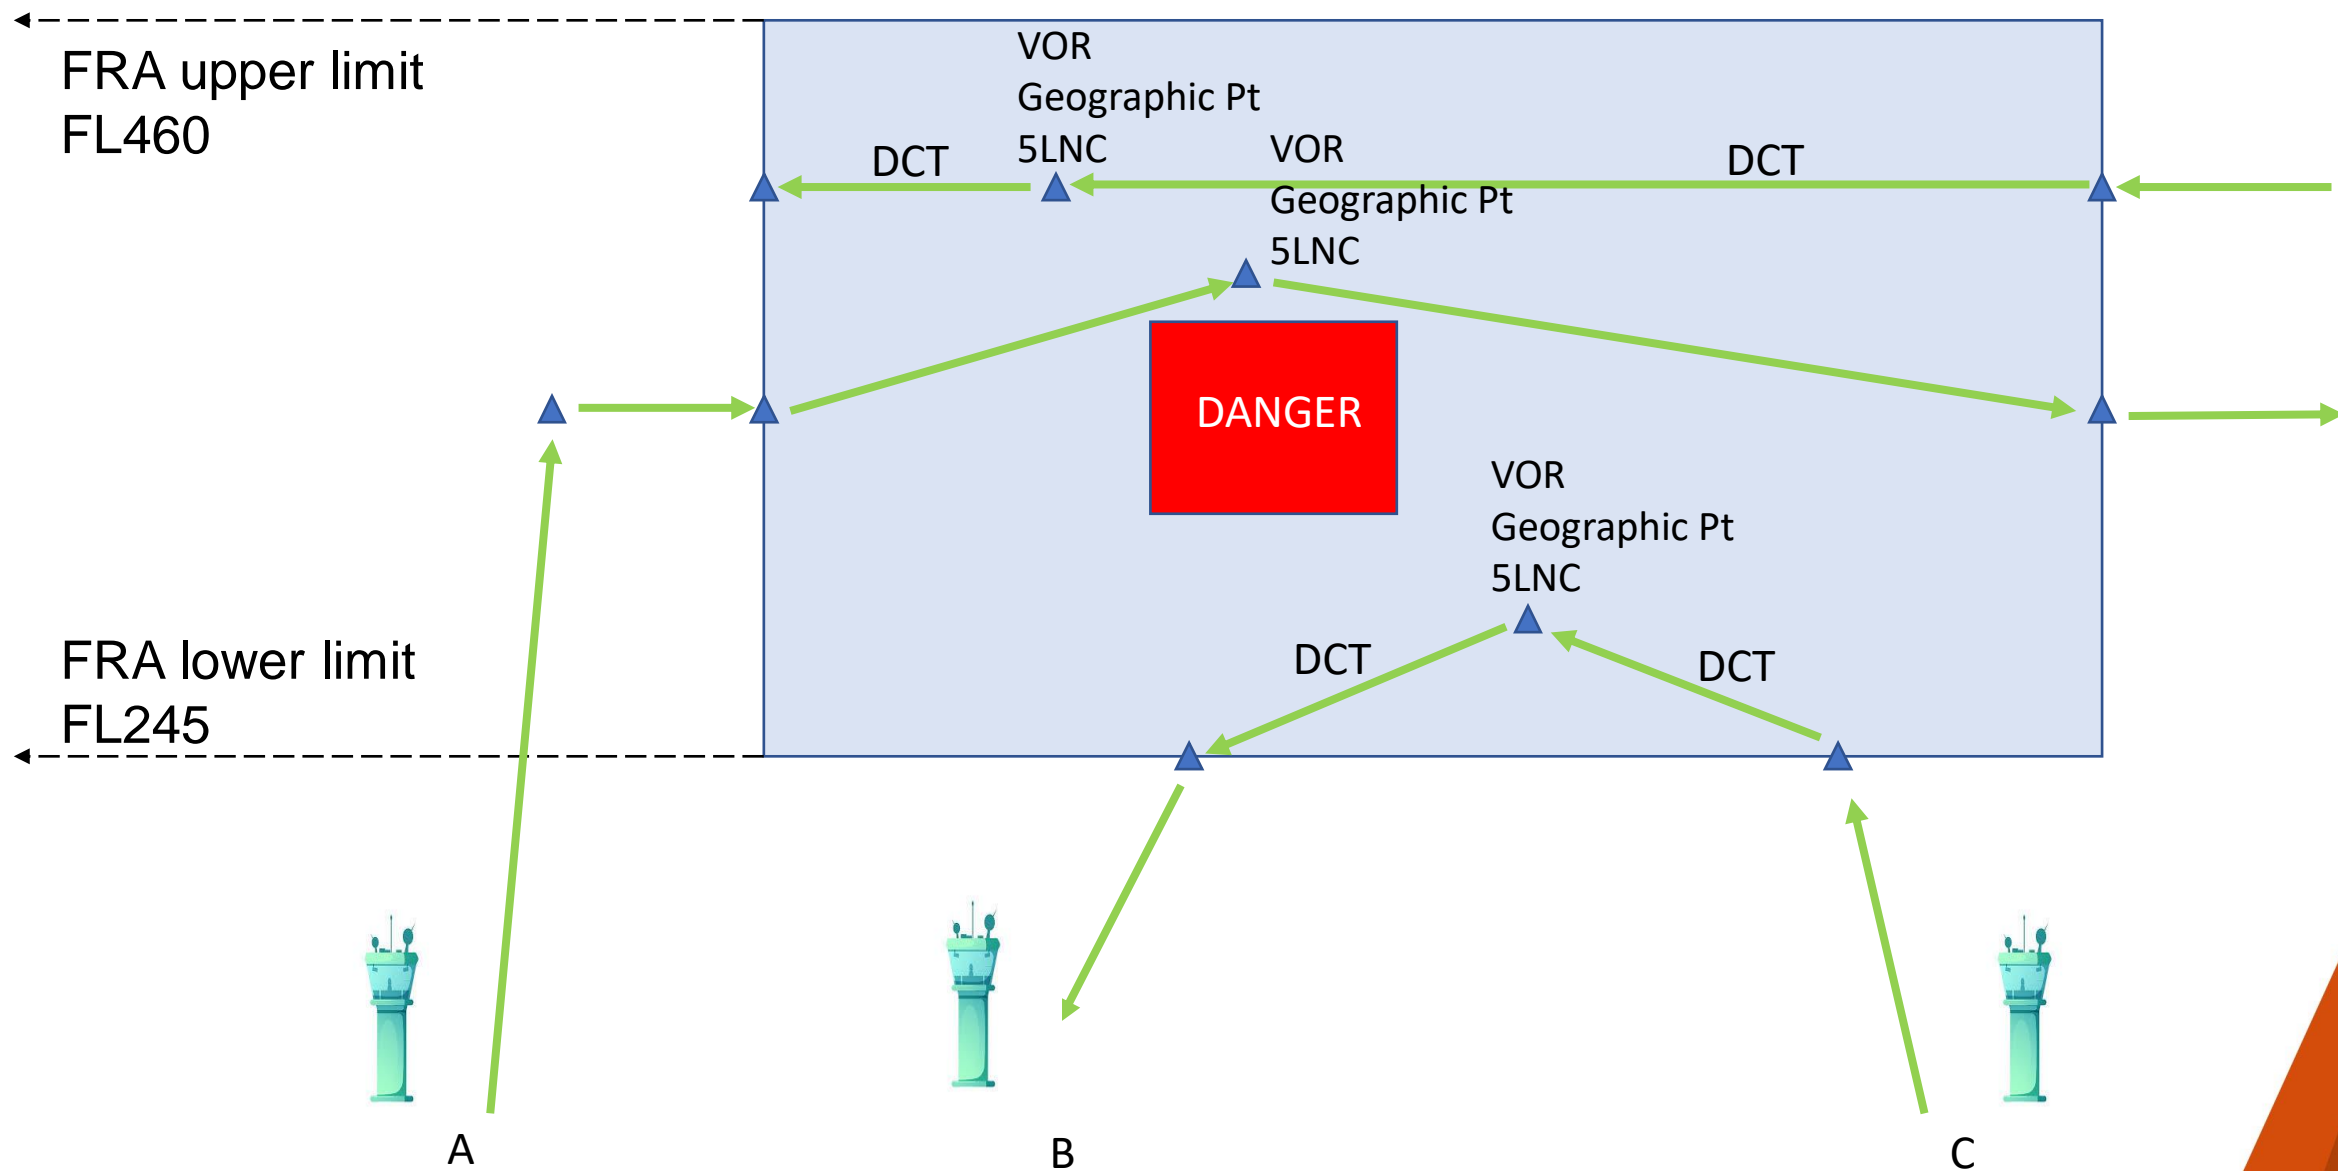 FRA upper limit
FL460
VOR
Geographic Pt
5LNC
VOR
Geographic Pt
5LNC
DCT
DCT
DANGER
VOR
Geographic Pt
5LNC
DCT
DCT
FRA lower limit
FL245
A
B
C